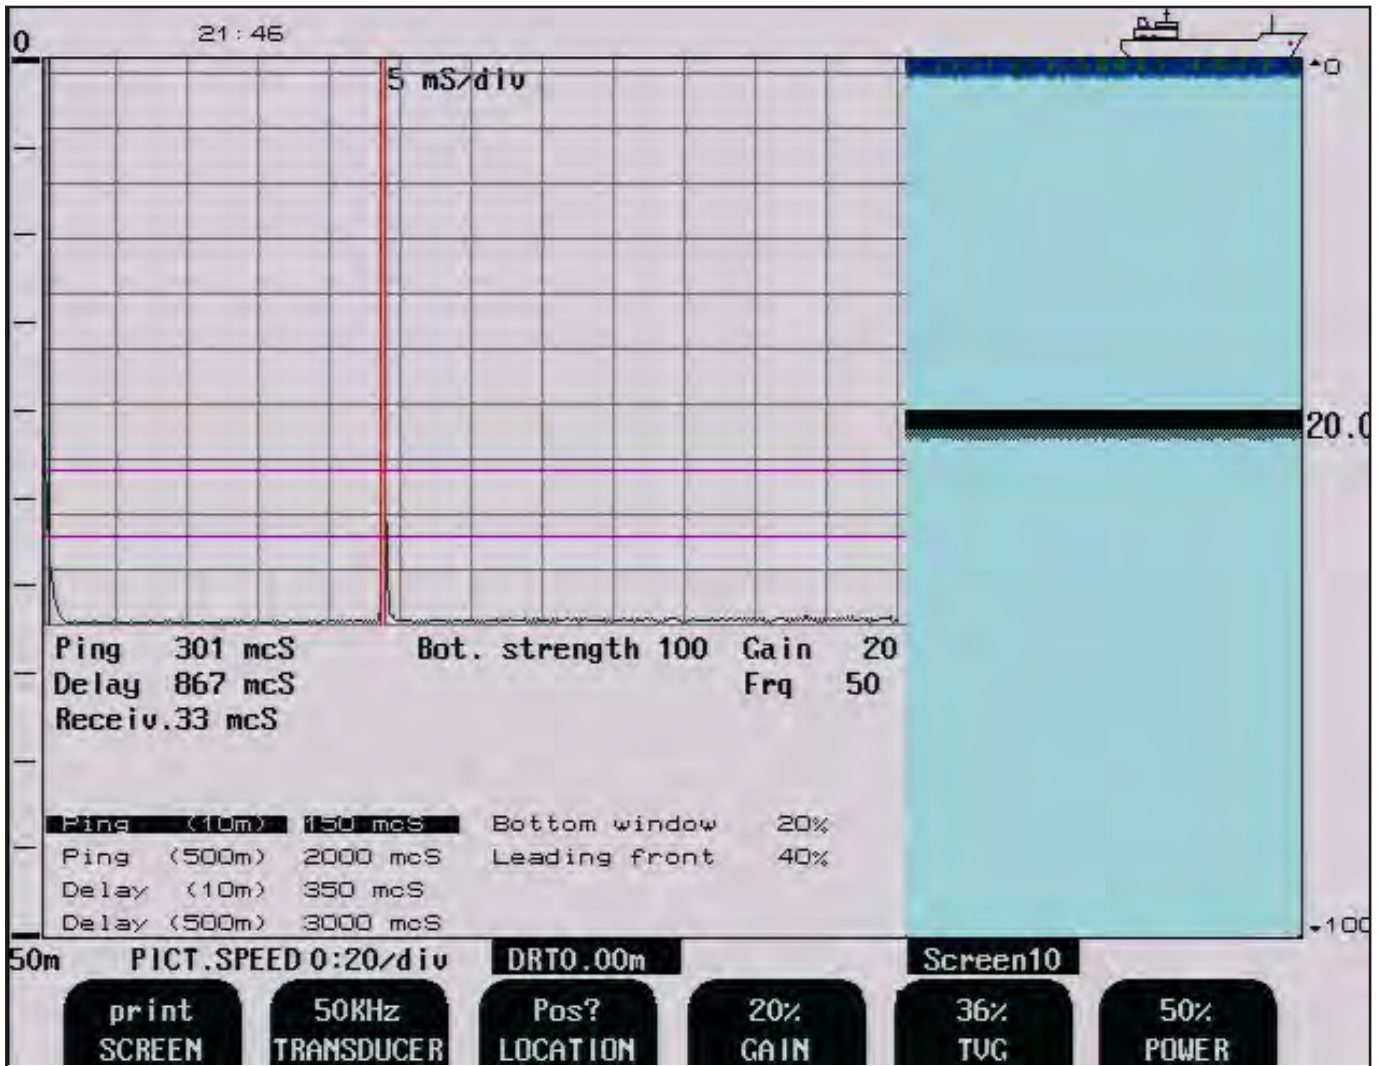 21:46
0
5 mS/div
0
20.0
Ping 301 mcS Bot. strength 100 Gain 20
Delay 867 mcS Frq 50
Receiv.33 mcS
Ping (10m) 150 mcS Bottom window 20%
Ping (500m) 2000 mcS Leading front 40%
Delay (10m) 350 mcS
Delay (500m) 3000 mcS
100
50m PICT.SPEED 0:20/div DRT0.00m Screen10
print 50KHz Pos? 20% 36% 50%
SCREEN TRANSDUCER LOCATION GAIN TVG POWER